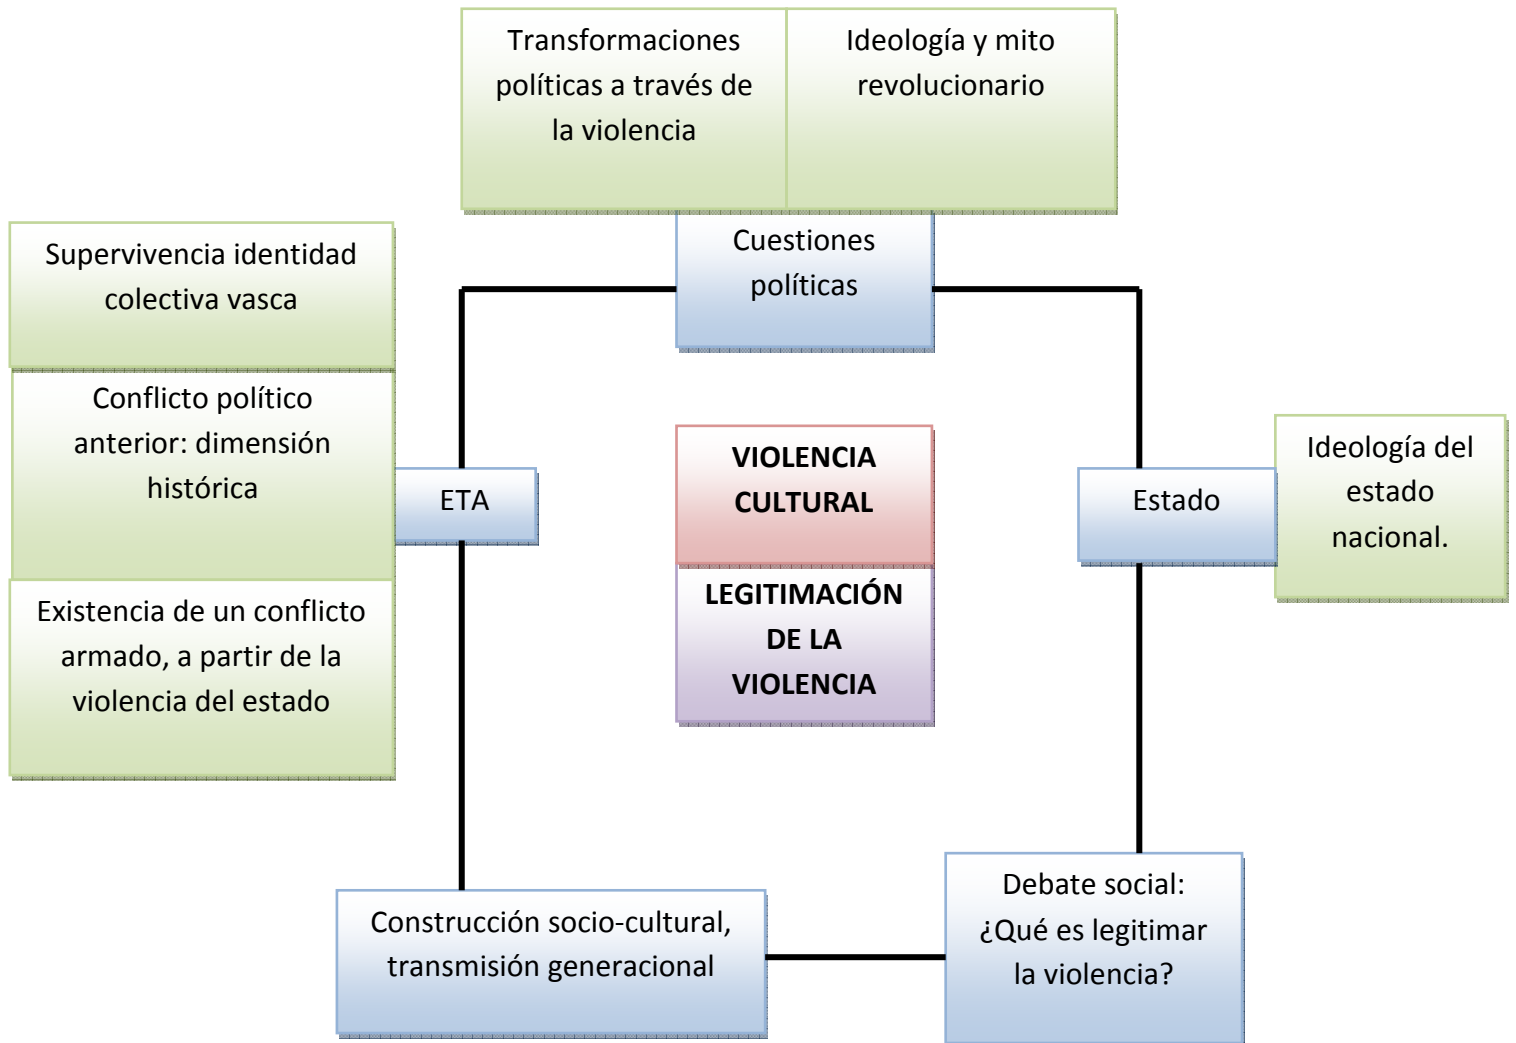 Transformaciones
políticas a través de
la violencia
Ideología y mito
revolucionario
Cuestiones
políticas
Supervivencia identidad
colectiva vasca
Conflicto político
anterior: dimensión
histórica
Existencia de un conflicto
armado, a partir de la
violencia del estado
ETA
VIOLENCIA
CULTURAL
LEGITIMACIÓN
DE LA
VIOLENCIA
Estado
Ideología del
estado
nacional.
Construcción socio-cultural,
transmisión generacional
Debate social:
¿Qué es legitimar
la violencia?